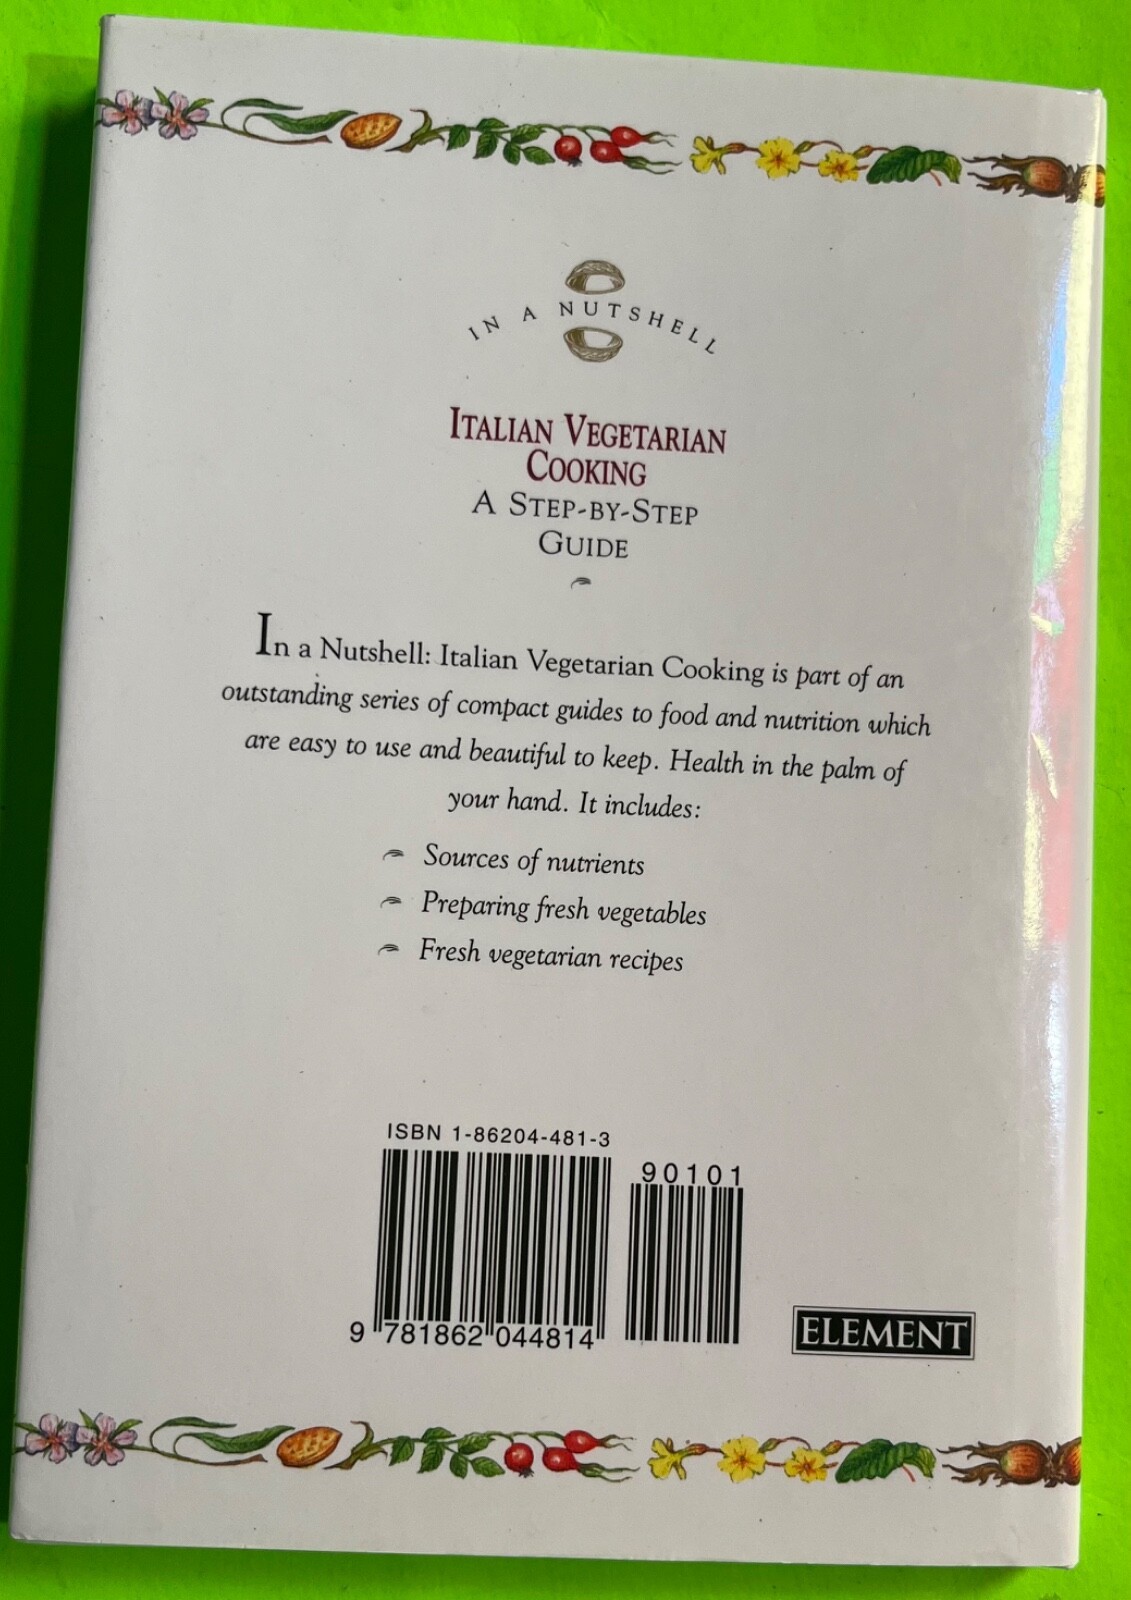 IN A NUTSHELL
ITALIAN VEGETARIAN
COOKING
A STEP-BY-STEP
GUIDE
In a Nutshell: Italian Vegetarian Cooking is part of an
outstanding series of compact guides to food and nutrition which
are easy to use and beautiful to keep. Health in the palm of
your hand. It includes:
Sources of nutrients
Preparing fresh vegetables
Fresh vegetarian recipes
ISBN 1-86204-481-3
90101
9 781862 044814
ELEMENT